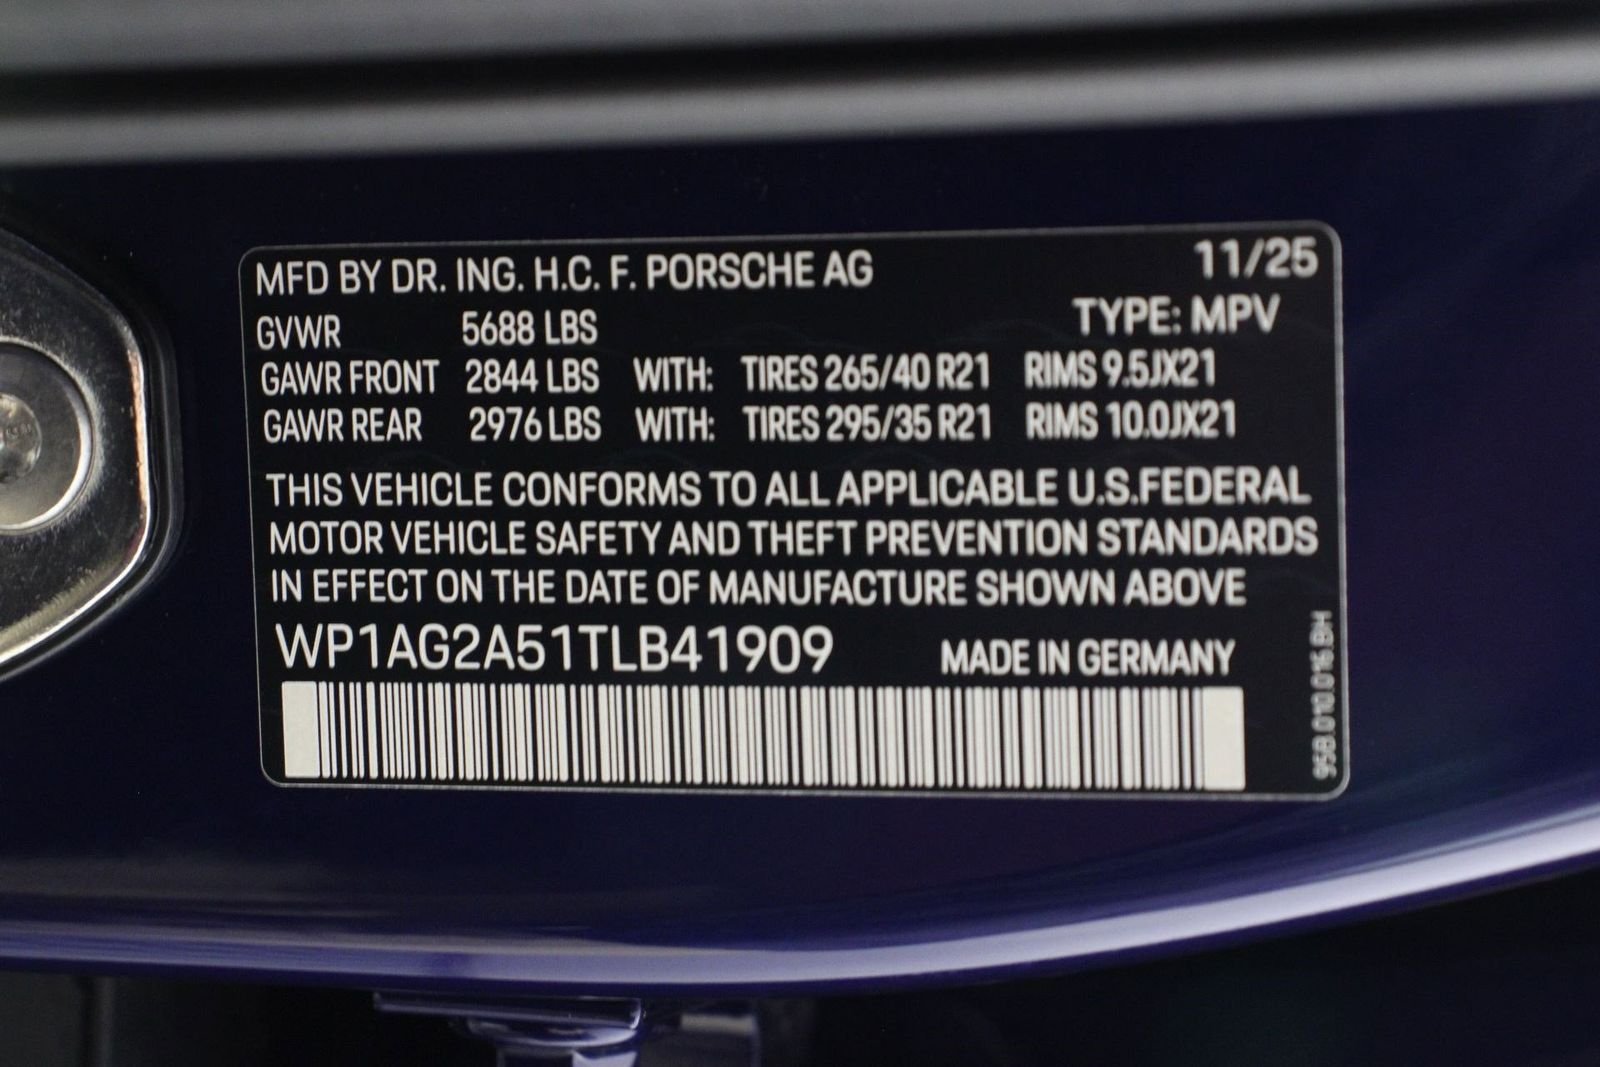 MFD BY DR. ING. H.C. F. PORSCHE AG 11/25
GVWR 5688 LBS TYPE: MPV
GAWR FRONT 2844 LBS WITH: TIRES 265/40 R21 RIMS 9.5JX21
GAWR REAR 2976 LBS WITH: TIRES 295/35 R21 RIMS 10.0JX21
THIS VEHICLE CONFORMS TO ALL APPLICABLE U.S.FEDERAL
MOTOR VEHICLE SAFETY AND THEFT PREVENTION STANDARDS
IN EFFECT ON THE DATE OF MANUFACTURE SHOWN ABOVE
WP1AG2A51TLB41909 MADE IN GERMANY
95B.010.016.BH